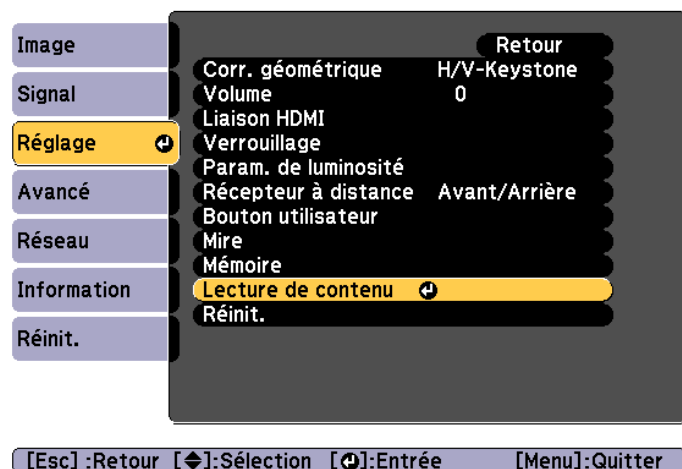 Image
Signal
Réglage
Avancé
Réseau
Information
Réinit.
Retour
Corr. géométrique H/V-Keystone
Volume 0
Liaison HDMI
Verrouillage
Param. de luminosité
Récepteur à distance Avant/Arrière
Bouton utilisateur
Mire
Mémoire
Lecture de contenu
Réinit.
[Esc] :Retour [◆]:Sélection [↵]:Entrée [Menu]:Quitter